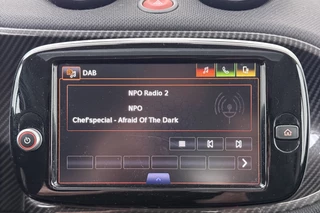 DAB
NPO Radio 2
NPO
Chef'special - Afraid Of The Dark